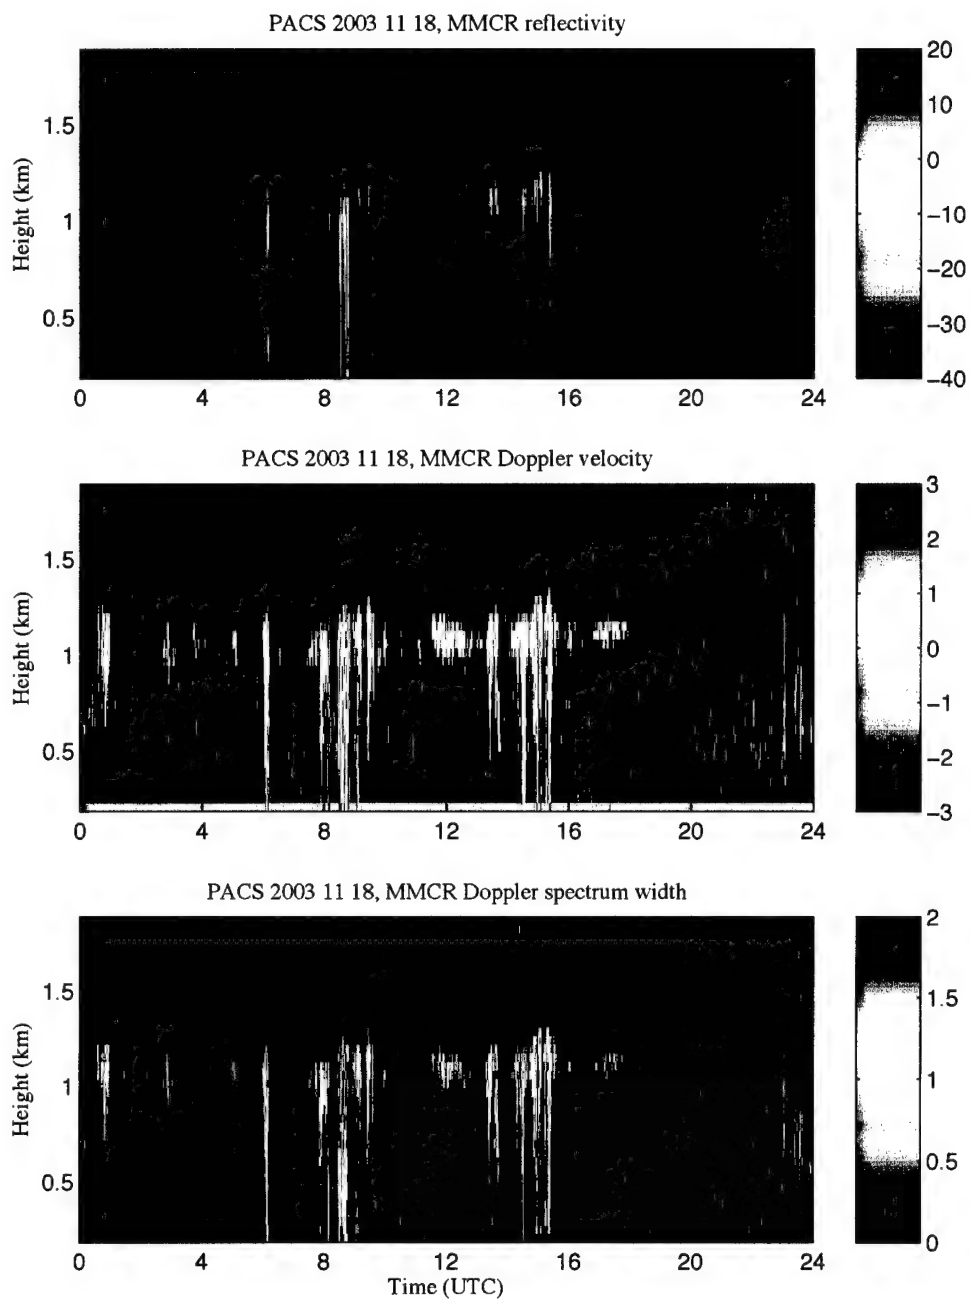 PACS 2003 11 18, MMCR reflectivity
20
10
0
−10
−20
−30
−40
1.5
1
0.5
Height (km)
0 4 8 12 16 20 24
PACS 2003 11 18, MMCR Doppler velocity
3
2
1
0
−1
−2
−3
1.5
1
0.5
Height (km)
0 4 8 12 16 20 24
PACS 2003 11 18, MMCR Doppler spectrum width
2
1.5
1
0.5
0
1.5
1
0.5
Height (km)
0 4 8 12 16 20 24
Time (UTC)